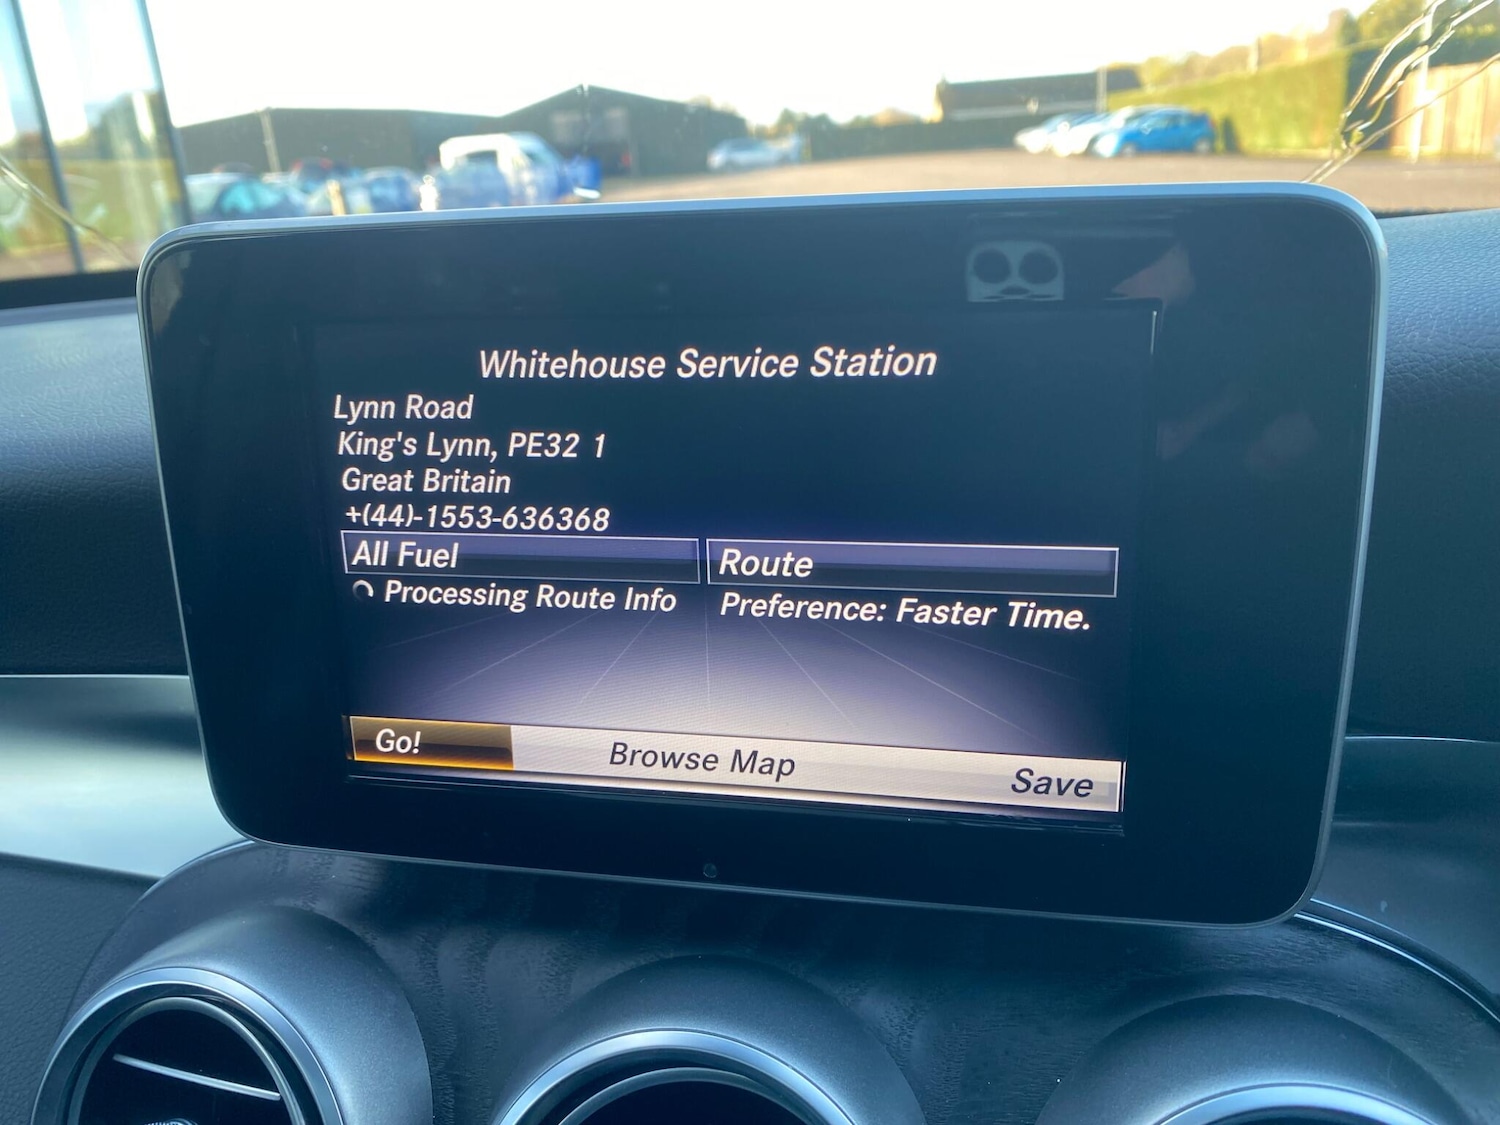 Whitehouse Service Station
Lynn Road
King's Lynn, PE32 1
Great Britain
+(44)-1553-636368
All Fuel
Processing Route Info
Route
Preference: Faster Time.
Go!
Browse Map
Save